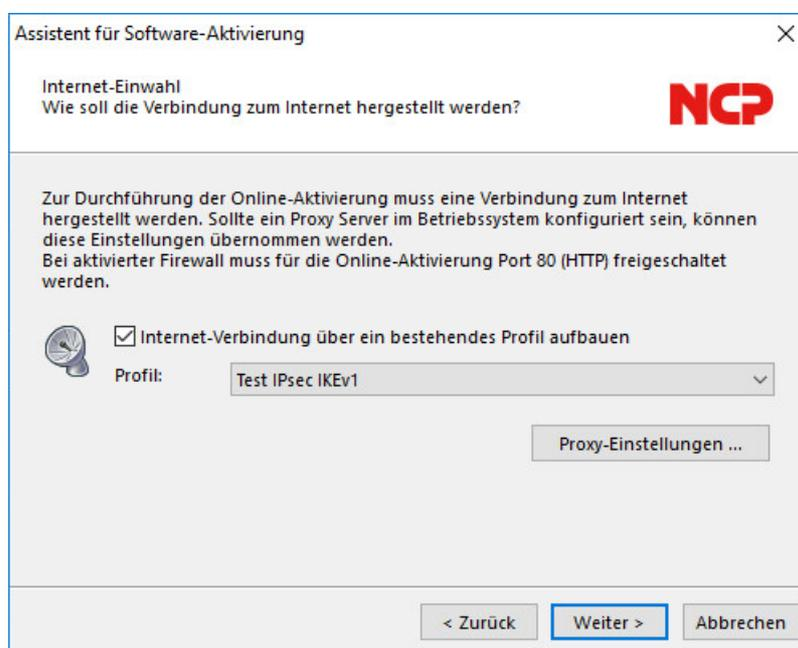 Assistent für Software-Aktivierung
Internet-Einwahl
Wie soll die Verbindung zum Internet hergestellt werden?
NCP
Zur Durchführung der Online-Aktivierung muss eine Verbindung zum Internet
hergestellt werden. Sollte ein Proxy Server im Betriebssystem konfiguriert sein, können
diese Einstellungen übernommen werden.
Bei aktivierter Firewall muss für die Online-Aktivierung Port 80 (HTTP) freigeschaltet
werden.
Internet-Verbindung über ein bestehendes Profil aufbauen
Profil: Test IPsec IKEv1
Proxy-Einstellungen ...
< Zurück Weiter > Abbrechen